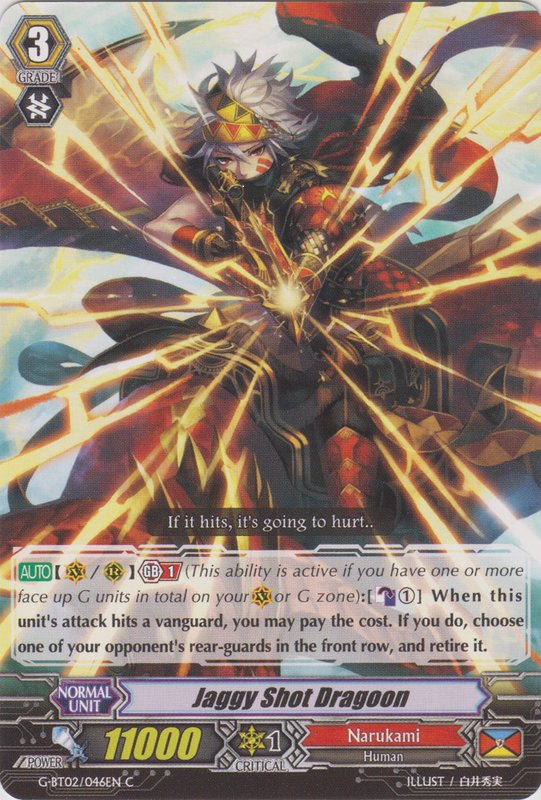 3
GRADE
If it hits, it's going to hurt..
AUTO【 / 】GB 1 (This ability is active if you have one or more
face up G units in total on your or G zone):[①] When this
unit's attack hits a vanguard, you may pay the cost. If you do, choose
one of your opponent's rear-guards in the front row, and retire it.
NORMAL
UNIT
Jaggy Shot Dragoon
POWER 11000
1
CRITICAL
Narukami
Human
G-BT02/046EN C
ILLUST / 白井秀実